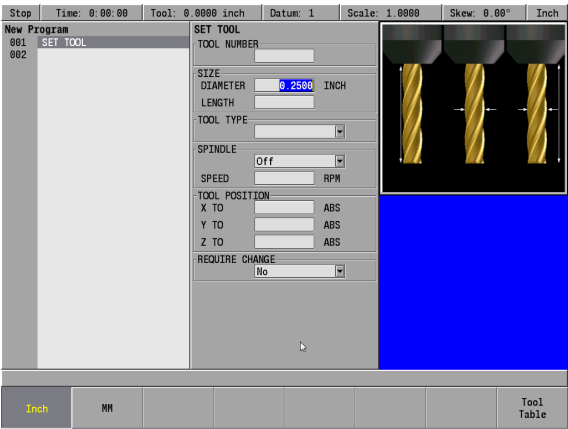 Stop Time: 0:00:00 Tool: 0.0000 inch Datum: 1 Scale: 1.0000 Skew: 0.00° Inch
New Program
001 SET TOOL
002
SET TOOL
TOOL NUMBER
SIZE
DIAMETER 0.2500 INCH
LENGTH
TOOL TYPE
SPINDLE
Off
SPEED RPM
TOOL POSITION
X TO ABS
Y TO ABS
Z TO ABS
REQUIRE CHANGE
No
Inch MM Tool Table